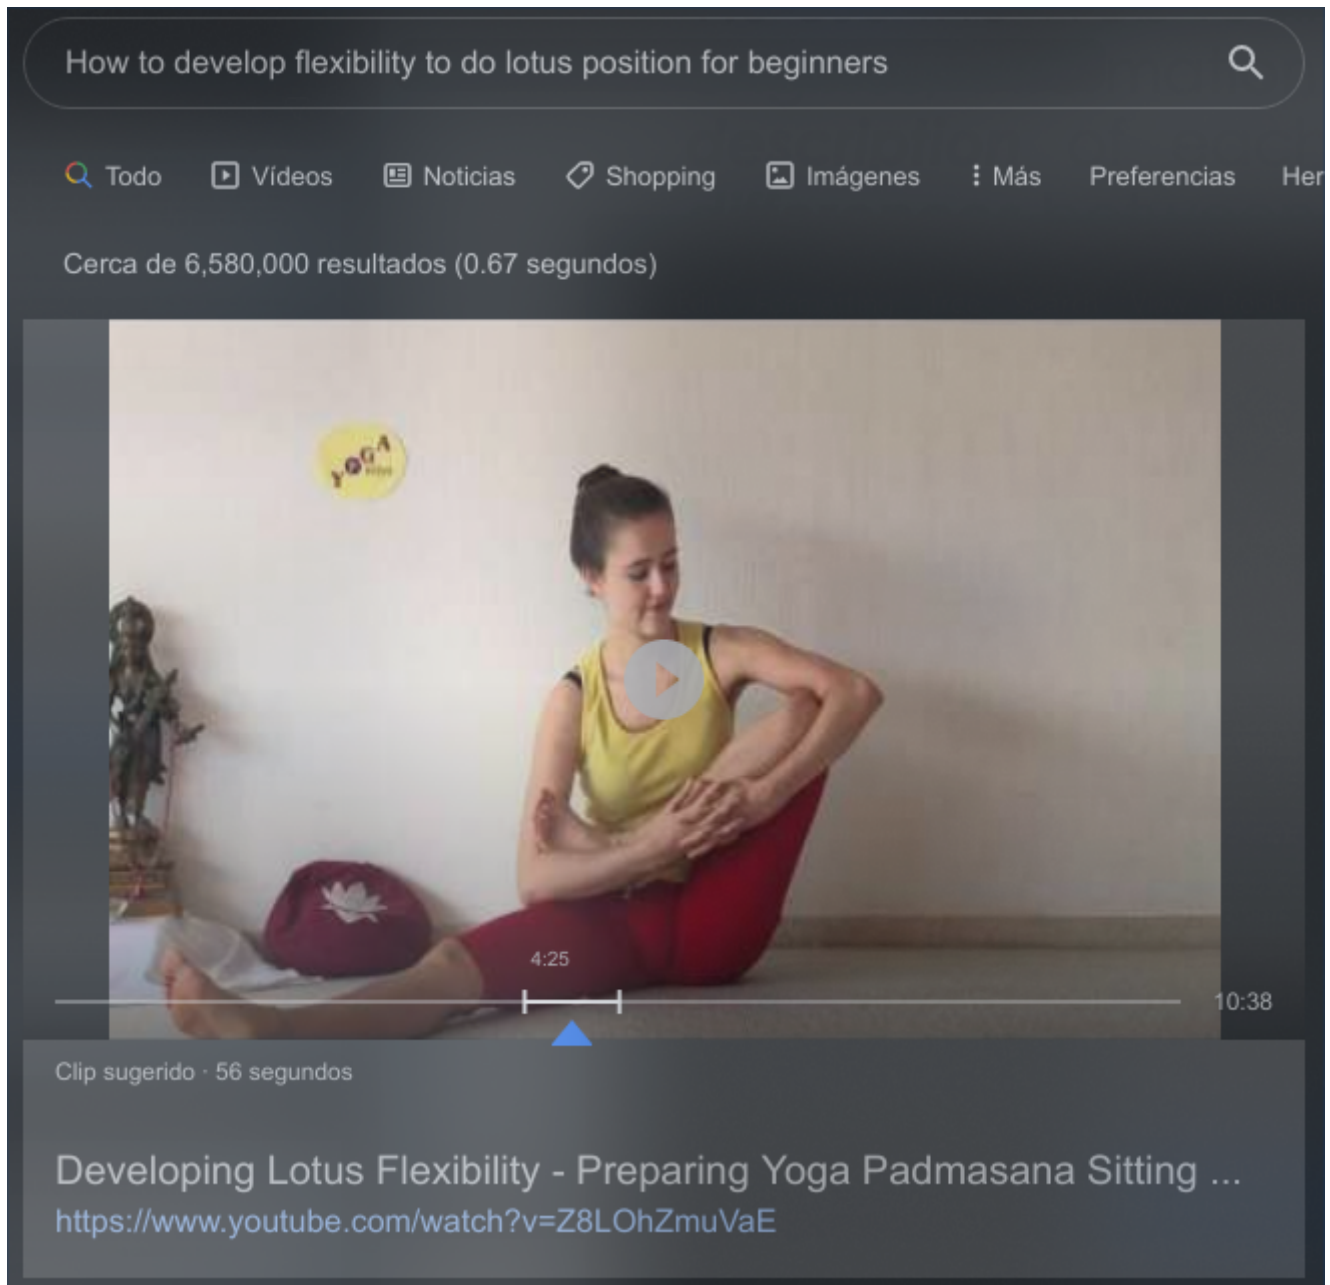 How to develop flexibility to do lotus position for beginners
Todo Vídeos Noticias Shopping Imágenes Más Preferencias Her
Cerca de 6,580,000 resultados (0.67 segundos)
YOGA
4:25
10:38
Clip sugerido · 56 segundos
Developing Lotus Flexibility - Preparing Yoga Padmasana Sitting ...
https://www.youtube.com/watch?v=Z8LOhZmuVaE